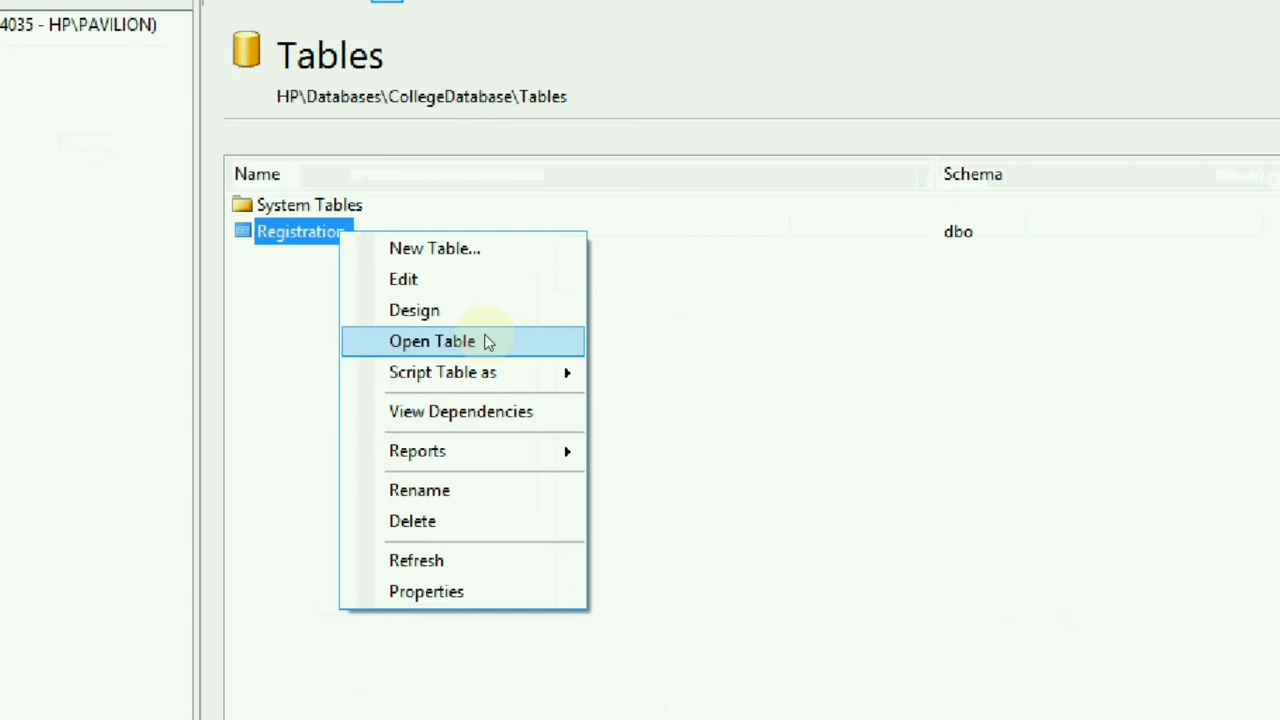 4035 - HP\PAVILION)
Tables
HP\Databases\CollegeDatabase\Tables
Name Schema
System Tables
Registration dbo
New Table...
Edit
Design
Open Table
Script Table as
View Dependencies
Reports
Rename
Delete
Refresh
Properties